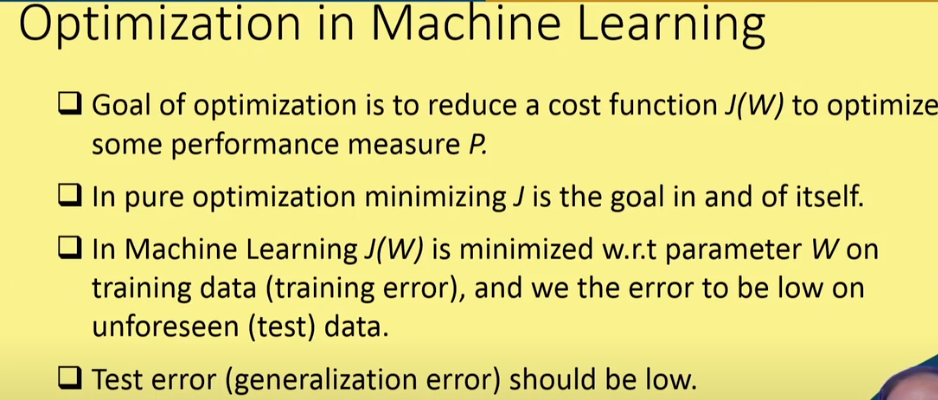 Optimization in Machine Learning
Goal of optimization is to reduce a cost function J(W) to optimize
some performance measure P.
In pure optimization minimizing J is the goal in and of itself.
In Machine Learning J(W) is minimized w.r.t parameter W on
training data (training error), and we the error to be low on
unforeseen (test) data.
Test error (generalization error) should be low.